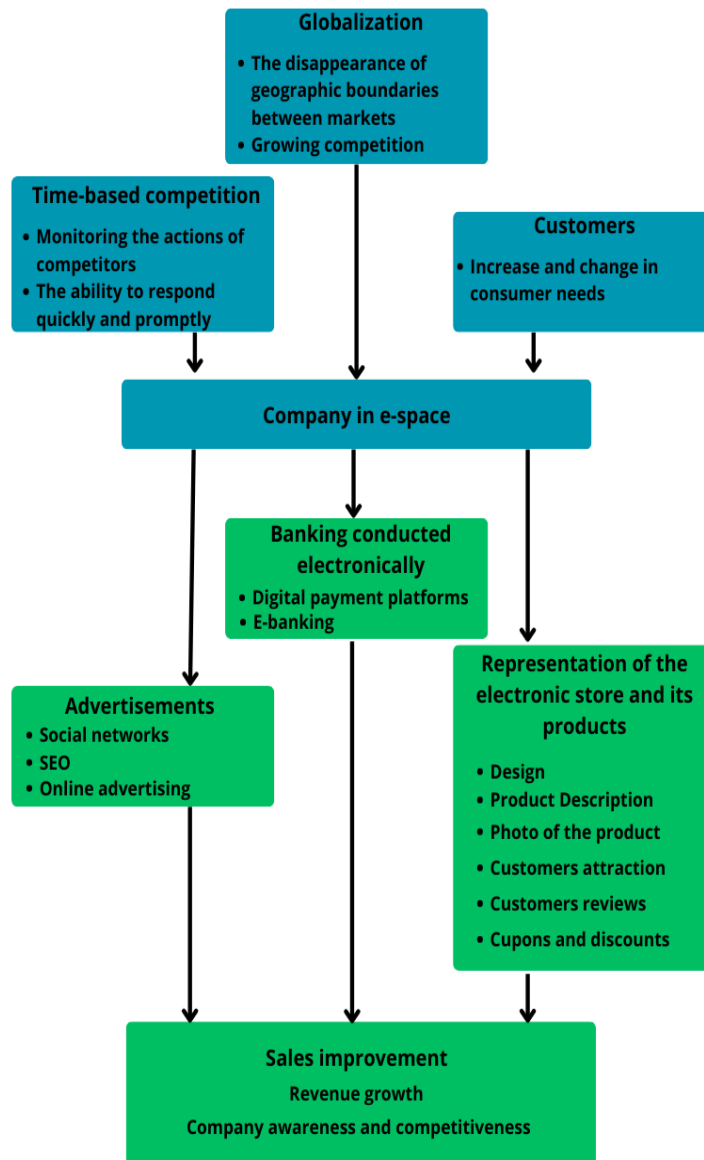 Globalization
• The disappearance of
geographic boundaries
between markets
• Growing competition
Time-based competition
• Monitoring the actions of
competitors
• The ability to respond
quickly and promptly
Customers
• Increase and change in
consumer needs
Company in e-space
Banking conducted
electronically
• Digital payment platforms
• E-banking
Advertisements
• Social networks
• SEO
• Online advertising
Representation of the
electronic store and its
products
• Design
• Product Description
• Photo of the product
• Customers attraction
• Customers reviews
• Cupons and discounts
Sales improvement
Revenue growth
Company awareness and competitiveness